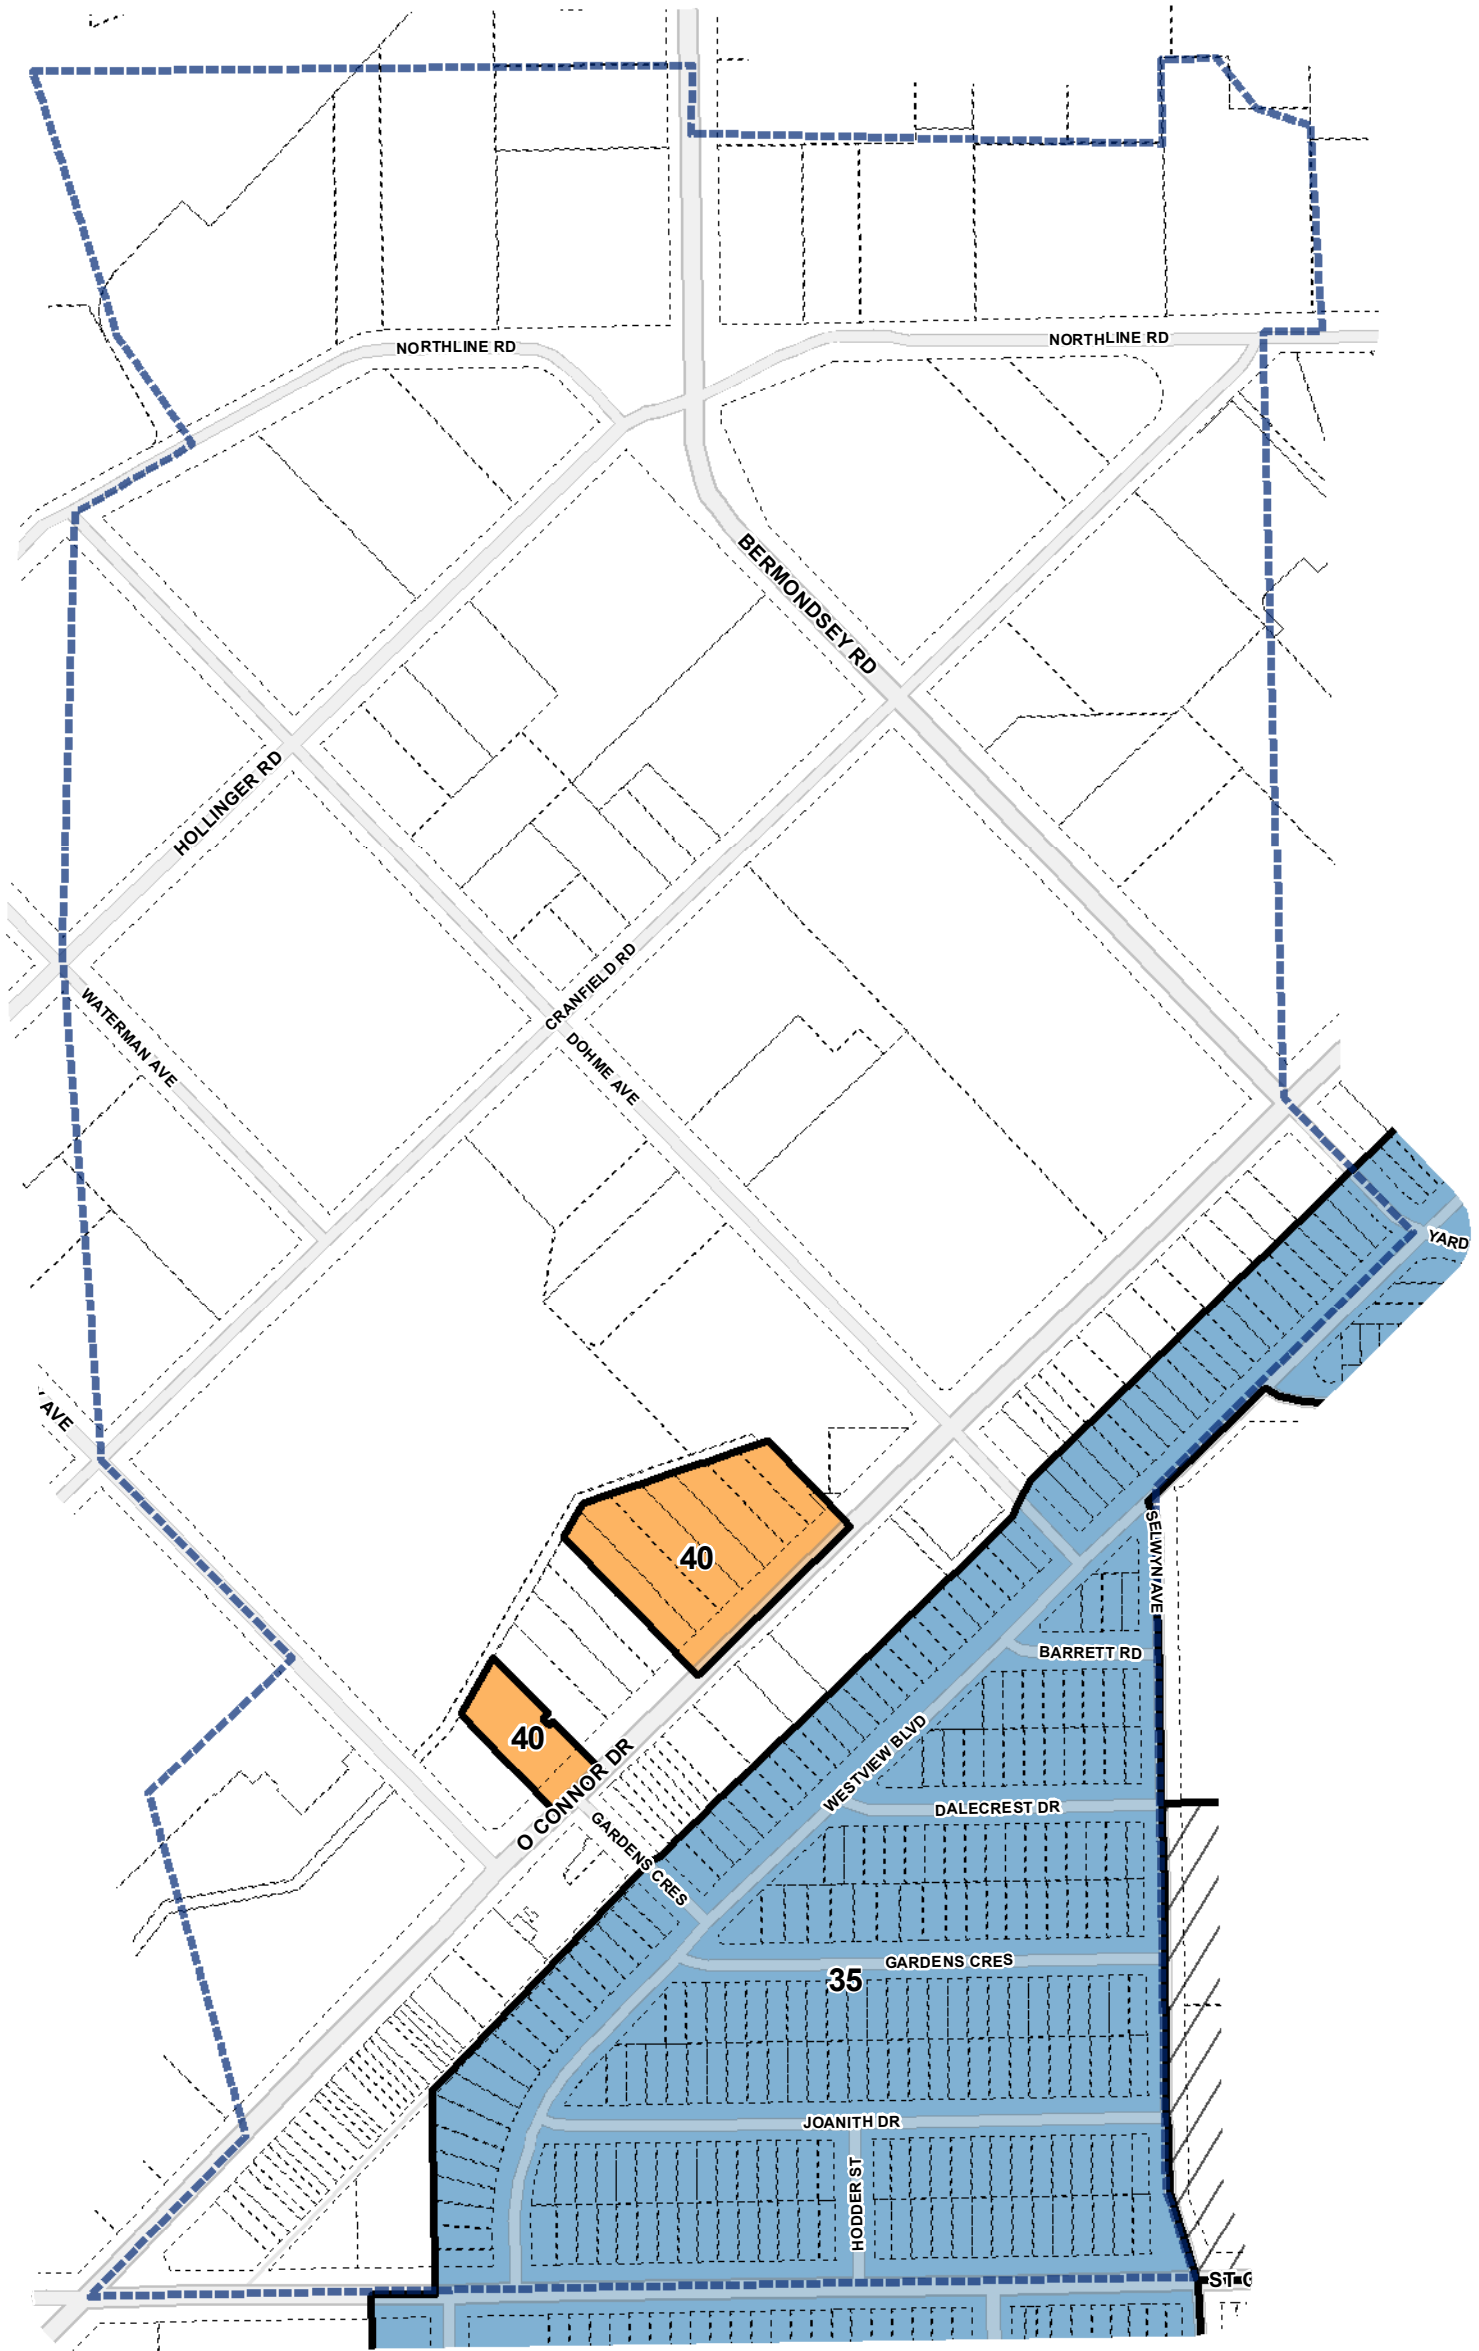 NORTHLINE RD
NORTHLINE RD
BERMONDSEY RD
HOLLINGER RD
CRANFIELD RD
WATERMAN AVE
DOHME AVE
YARD
AVE
SELWYN AVE
40
BARRETT RD
40
O CONNOR DR
WESTVIEW BLVD
DALECREST DR
GARDENS CRES
GARDENS CRES
35
JOANITH DR
HODDER ST
ST